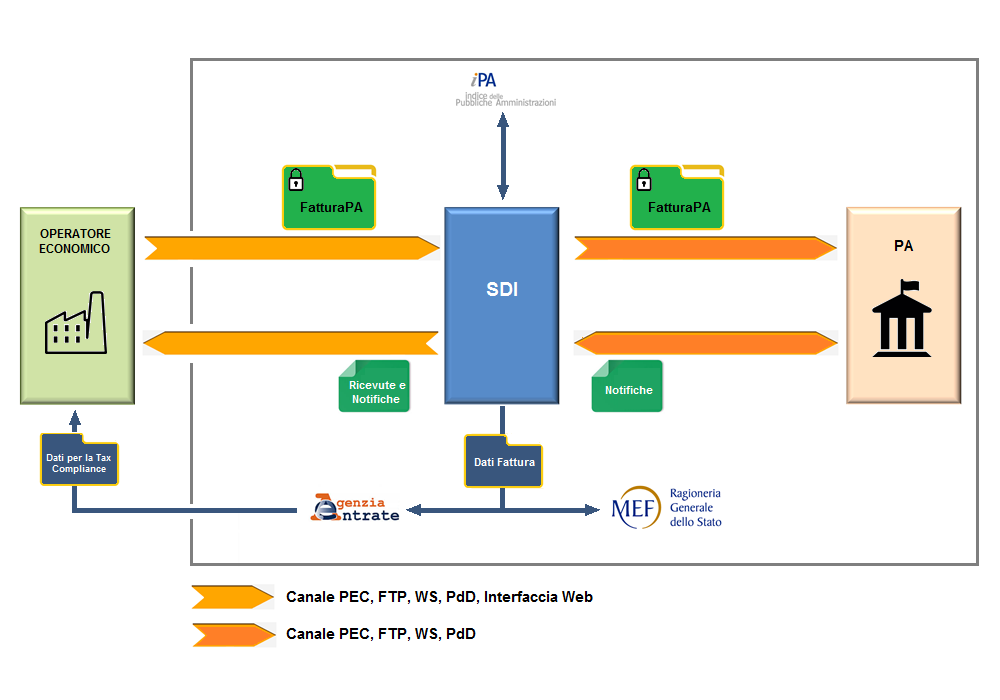 iPA
indice delle
Pubbliche Amministrazioni
FatturaPA
FatturaPA
OPERATORE
ECONOMICO
PA
SDI
Ricevute e
Notifiche
Notifiche
Dati per la Tax
Compliance
Dati Fattura
Agenzia
Entrate
MEF
Ragioneria
Generale
dello Stato
Canale PEC, FTP, WS, PdD, Interfaccia Web
Canale PEC, FTP, WS, PdD